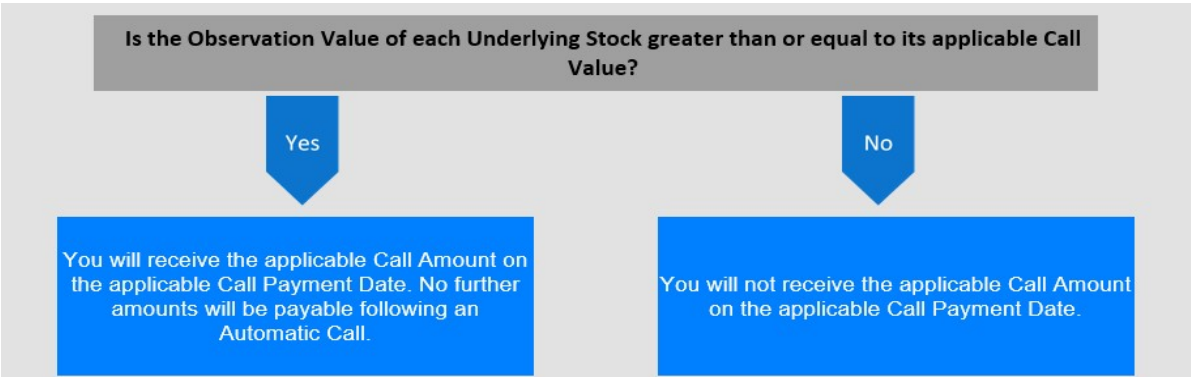 Is the Observation Value of each Underlying Stock greater than or equal to its applicable Call
Value?
Yes
No
You will receive the applicable Call Amount on
the applicable Call Payment Date. No further
amounts will be payable following an
Automatic Call.
You will not receive the applicable Call Amount
on the applicable Call Payment Date.